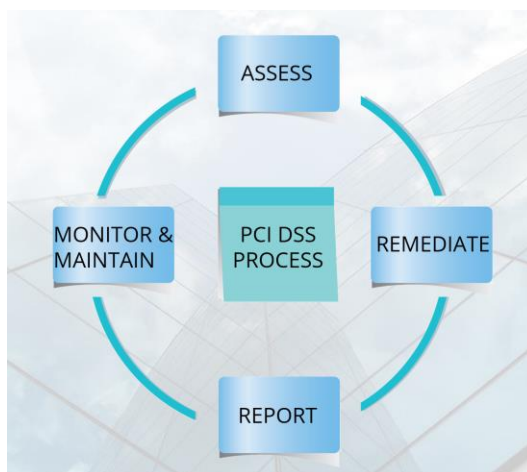 ASSESS
MONITOR &
MAINTAIN
PCI DSS
PROCESS
REMEDIATE
REPORT